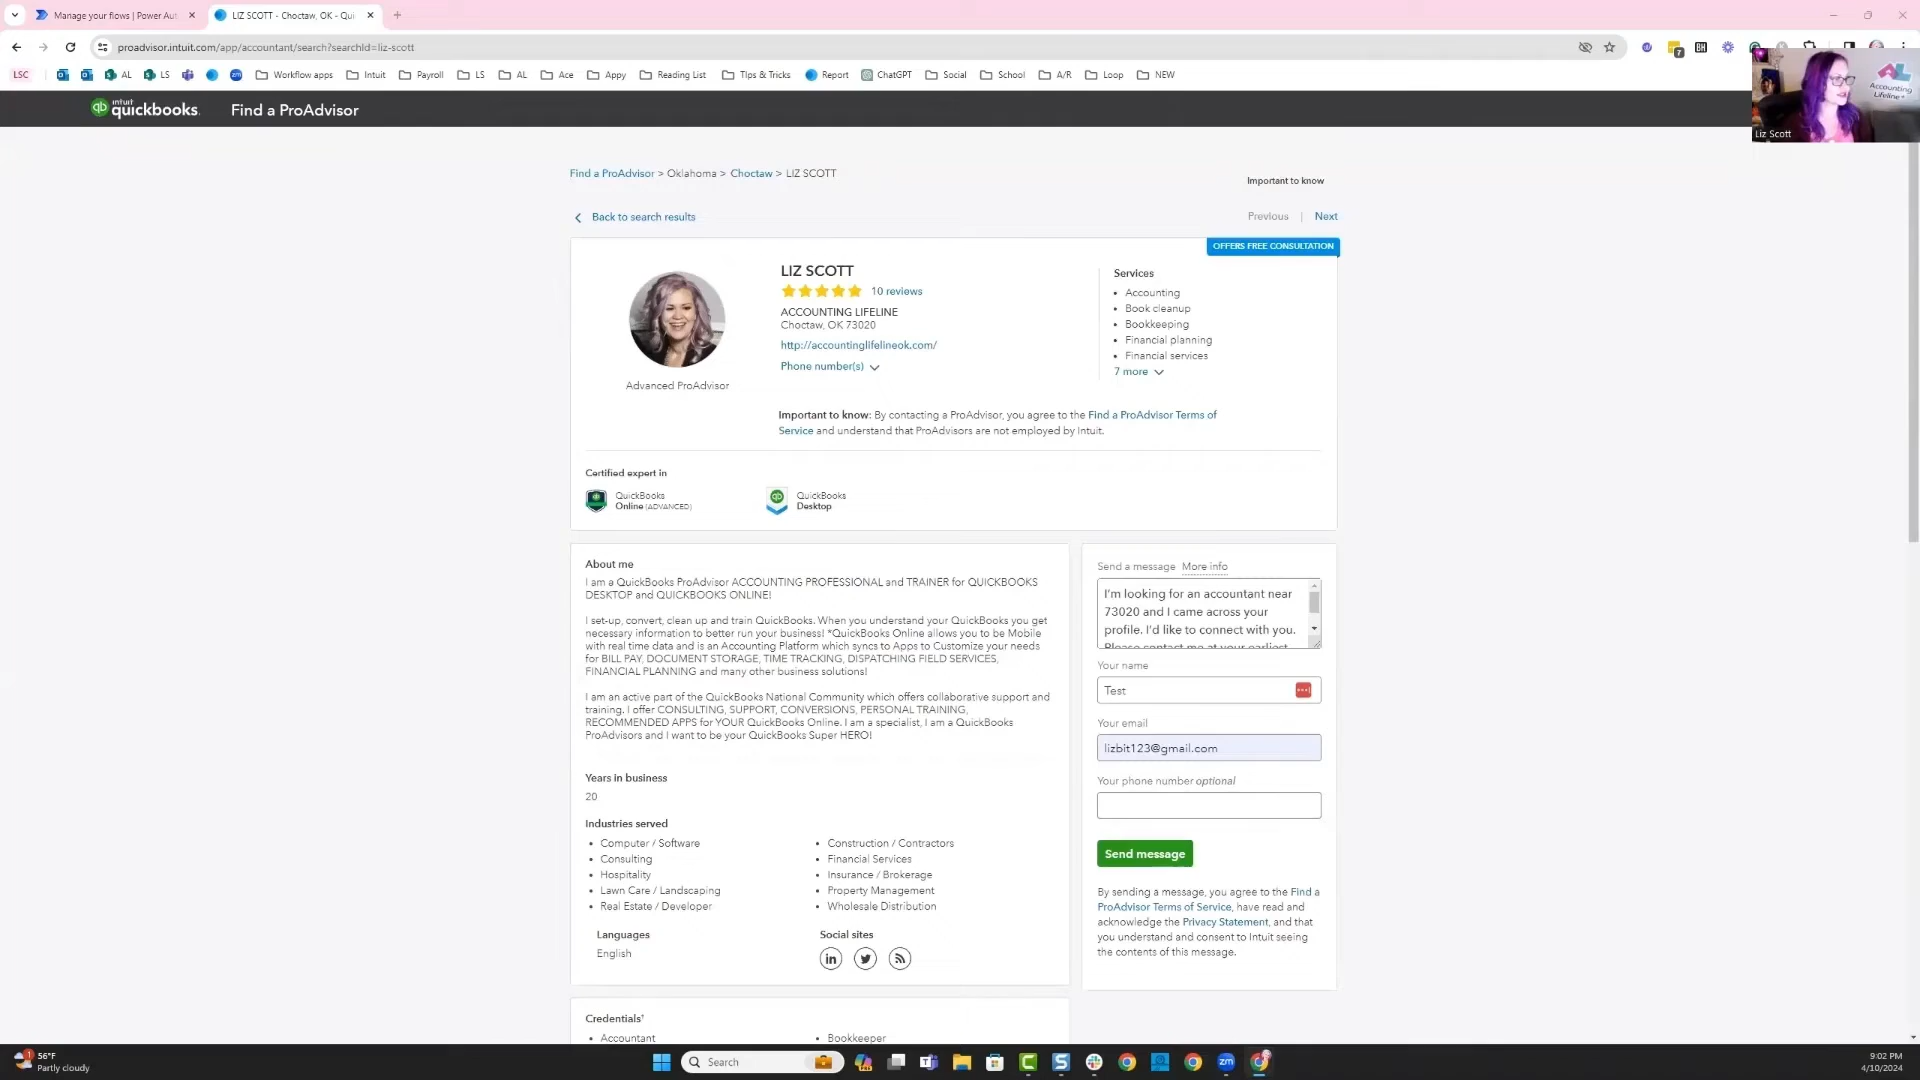 Manage your flows | Power Aut
LIZ SCOTT - Choctaw, OK - Qui
proadvisor.intuit.com/app/accountant/search?searchId=liz-scott
LSC
AL
LS
Workflow apps
Intuit
Payroll
LS
AL
Ace
Appy
Reading List
TIps & Tricks
Report
ChatGPT
Social
School
A/R
Loop
NEW
Accounting
Lifeline
Liz Scott
intuit
quickbooks.
Find a ProAdvisor
Find a ProAdvisor > Oklahoma > Choctaw > LIZ SCOTT
Important to know
Back to search results
Previous | Next
OFFERS FREE CONSULTATION
LIZ SCOTT
10 reviews
ACCOUNTING LIFELINE
Choctaw, OK 73020
http://accountinglifelineok.com/
Phone number(s)
Advanced ProAdvisor
Services
Accounting
Book cleanup
Bookkeeping
Financial planning
Financial services
7 more
Important to know: By contacting a ProAdvisor, you agree to the Find a ProAdvisor Terms of
Service and understand that ProAdvisors are not employed by Intuit.
Certified expert in
QuickBooks
Online (ADVANCED)
QuickBooks
Desktop
About me
I am a QuickBooks ProAdvisor ACCOUNTING PROFESSIONAL and TRAINER for QUICKBOOKS
DESKTOP and QUICKBOOKS ONLINE!
I set-up, convert, clean up and train QuickBooks. When you understand your QuickBooks you get
necessary information to better run your business! *QuickBooks Online allows you to be Mobile
with real time data and is an Accounting Platform which syncs to Apps to Customize your needs
for BILL PAY, DOCUMENT STORAGE, TIME TRACKING, DISPATCHING FIELD SERVICES,
FINANCIAL PLANNING and many other business solutions!
I am an active part of the QuickBooks National Community which offers collaborative support and
training. I offer CONSULTING, SUPPORT, CONVERSIONS, PERSONAL TRAINING,
RECOMMENDED APPS for YOUR QuickBooks Online. I am a specialist, I am a QuickBooks
ProAdvisors and I want to be your QuickBooks Super HERO!
Years in business
20
Industries served
Computer / Software
Consulting
Hospitality
Lawn Care / Landscaping
Real Estate / Developer
Construction / Contractors
Financial Services
Insurance / Brokerage
Property Management
Wholesale Distribution
Languages
English
Social sites
Credentials¹
Accountant
Bookkeeper
Send a message More info
I'm looking for an accountant near
73020 and I came across your
profile. I'd like to connect with you.
Please contact me at your earliest
Your name
Test
Your email
lizbit123@gmail.com
Your phone number optional
Send message
By sending a message, you agree to the Find a
ProAdvisor Terms of Service, have read and
acknowledge the Privacy Statement, and that
you understand and consent to Intuit seeing
the contents of this message.
56°F
Partly cloudy
Search
9:02 PM
4/10/2024